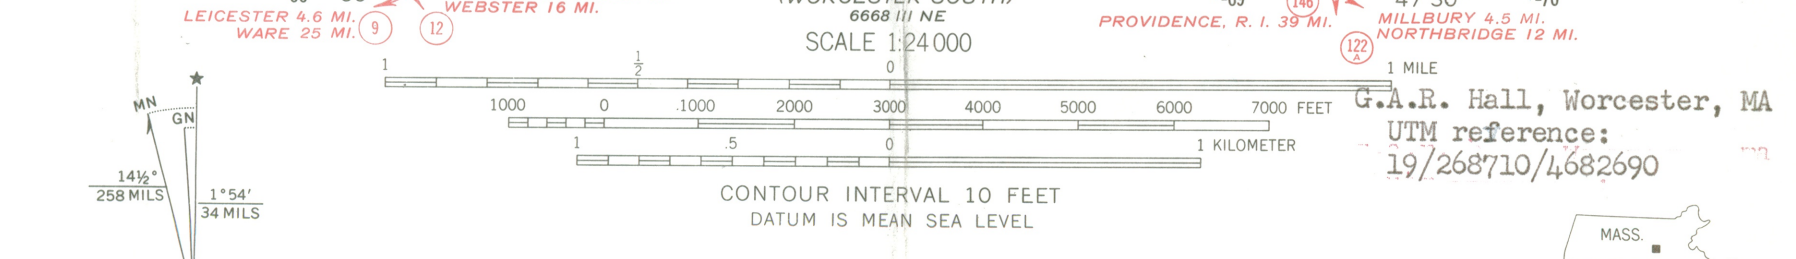 LEICESTER 4.6 MI.
WARE 25 MI.
9
12
WEBSTER 16 MI.
6668 III NE
SCALE 1:24 000
PROVIDENCE, R. I. 39 MI.
146
122
A
MILLBURY 4.5 MI.
NORTHBRIDGE 12 MI.
1 1/2 0 1 MILE
1000 0 1000 2000 3000 4000 5000 6000 7000 FEET
1 .5 0 1 KILOMETER
CONTOUR INTERVAL 10 FEET
DATUM IS MEAN SEA LEVEL
MN
GN
14½°
258 MILS
1°54′
34 MILS
G.A.R. Hall, Worcester, MA
UTM reference:
19/268710/4682690
MASS.